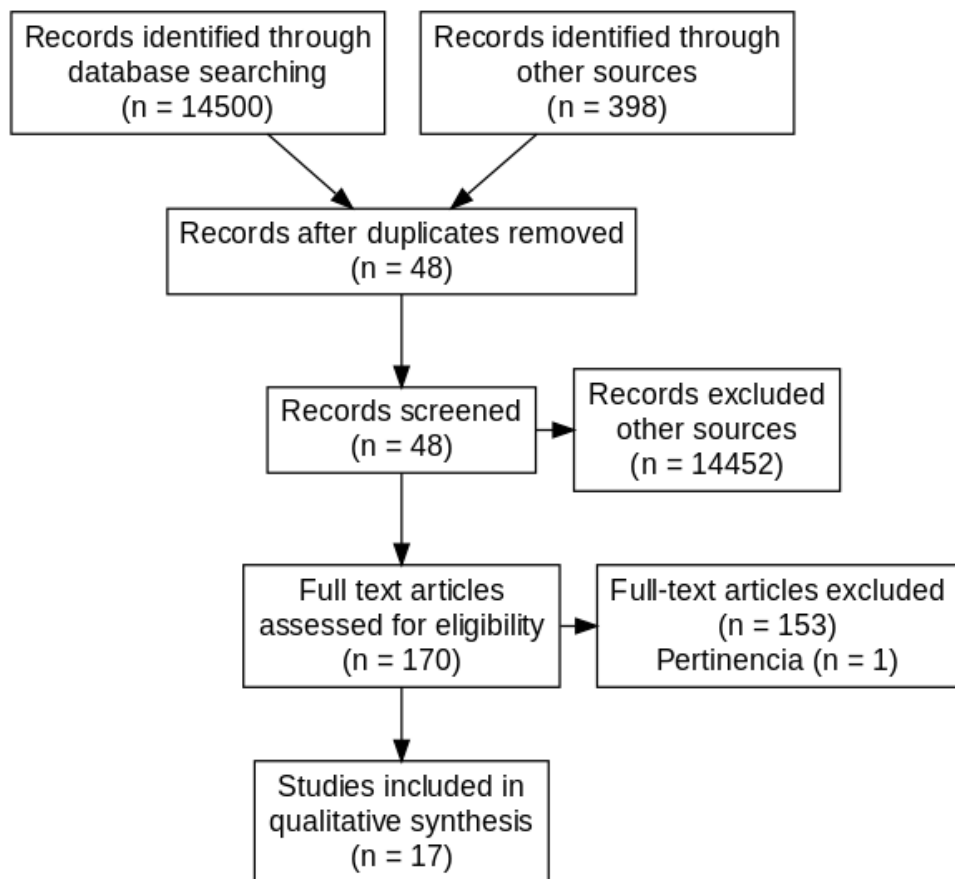 Records identified through
database searching
(n = 14500)
Records identified through
other sources
(n = 398)
Records after duplicates removed
(n = 48)
Records screened
(n = 48)
Records excluded
other sources
(n = 14452)
Full text articles
assessed for eligibility
(n = 170)
Full-text articles excluded
(n = 153)
Pertinencia (n = 1)
Studies included in
qualitative synthesis
(n = 17)